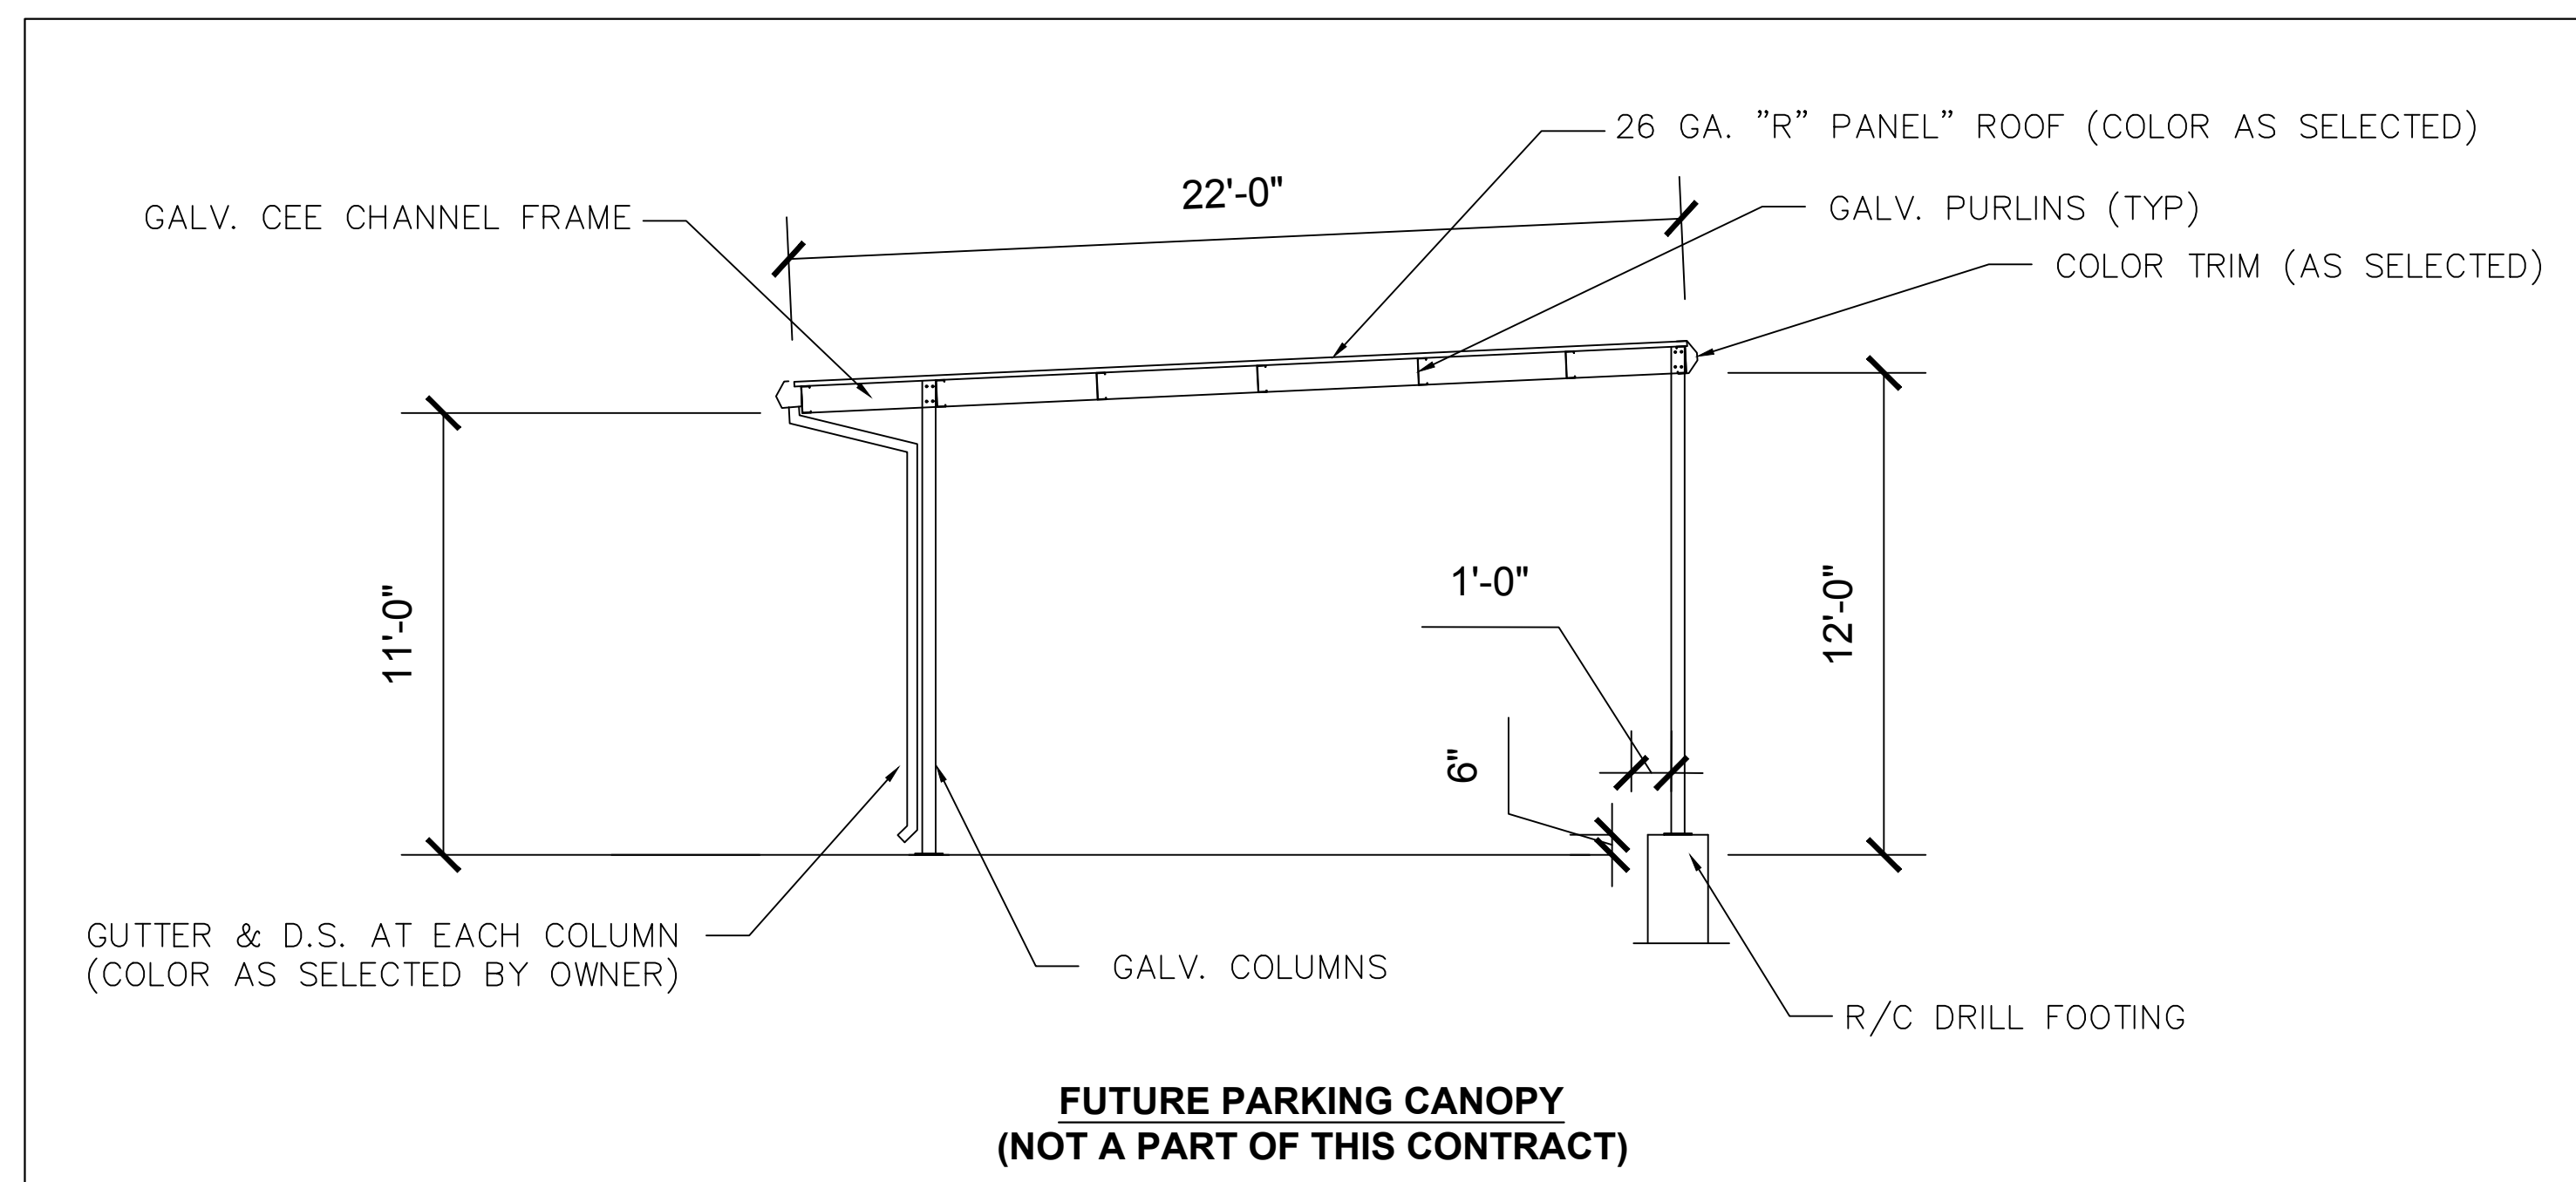 26 GA. "R" PANEL" ROOF (COLOR AS SELECTED)
22'-0"
GALV. CEE CHANNEL FRAME
GALV. PURLINS (TYP)
COLOR TRIM (AS SELECTED)
11'-0"
1'-0"
12'-0"
6"
GUTTER & D.S. AT EACH COLUMN
(COLOR AS SELECTED BY OWNER)
GALV. COLUMNS
R/C DRILL FOOTING
FUTURE PARKING CANOPY
(NOT A PART OF THIS CONTRACT)